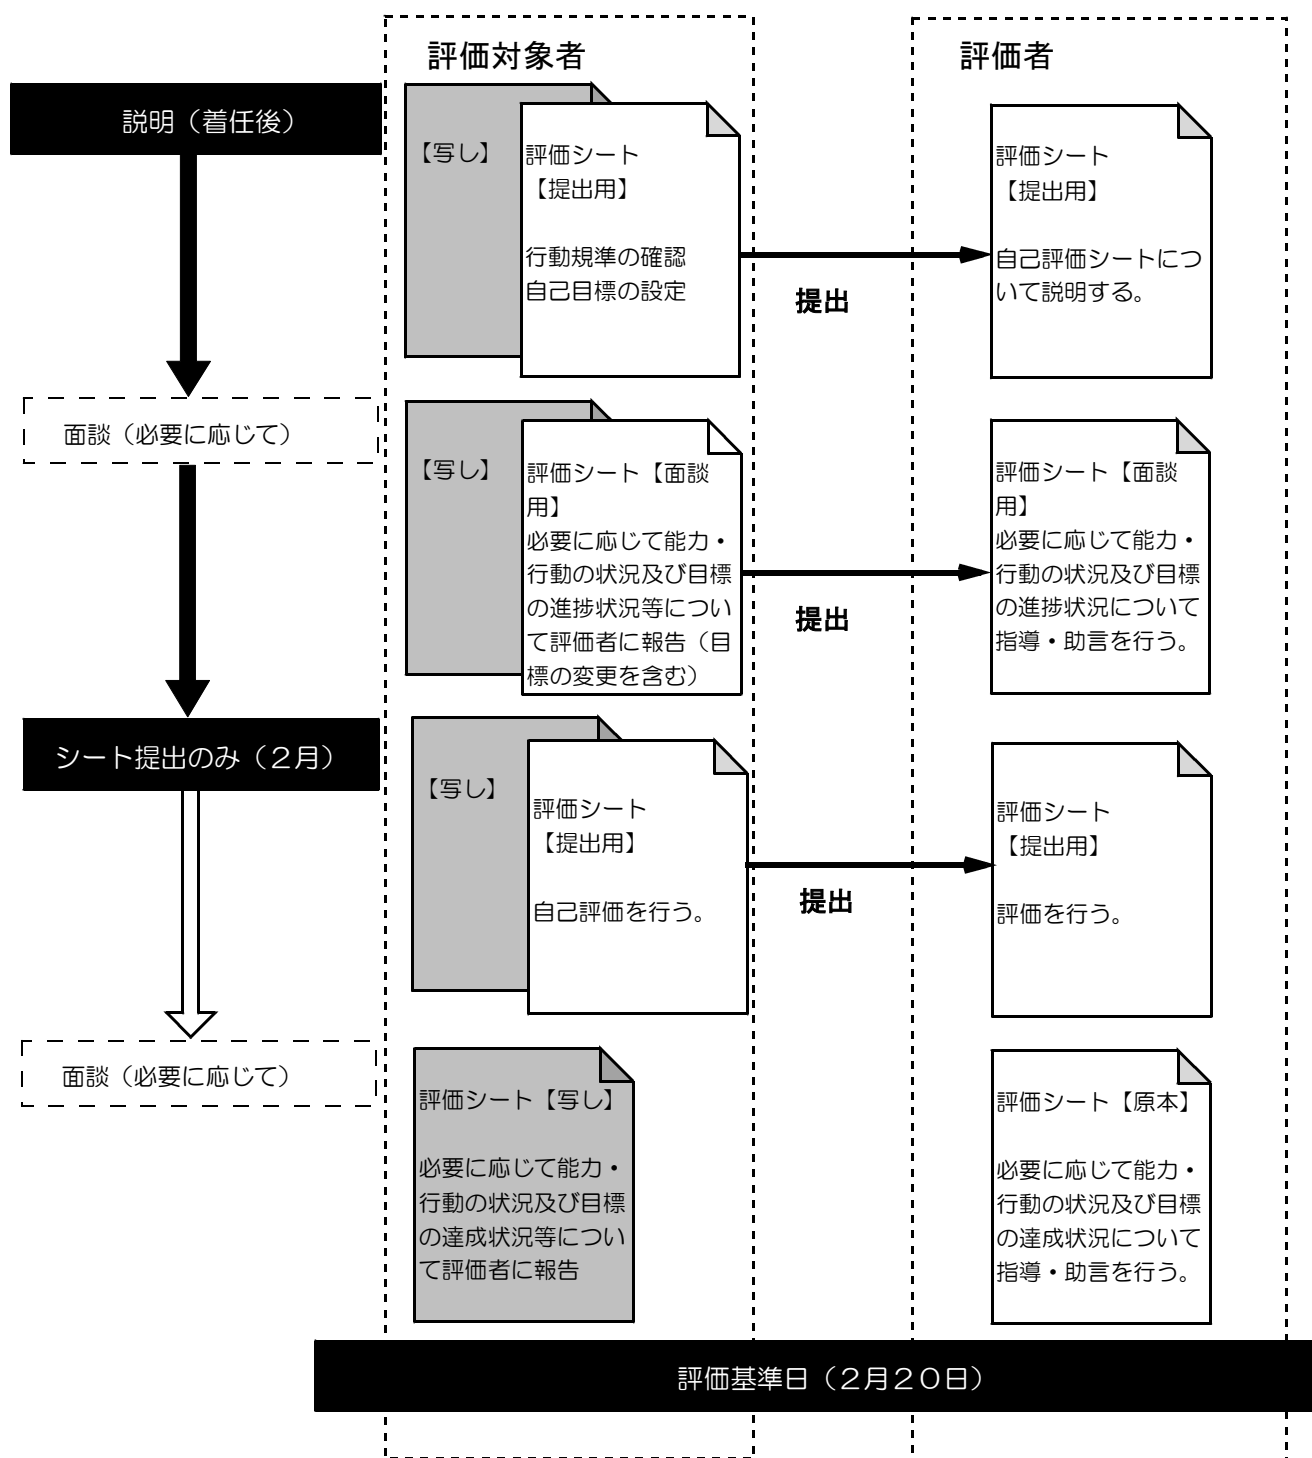 評価対象者
評価者
説明（着任後）
【写し】
評価シート
【提出用】
行動規準の確認
自己目標の設定
提出
評価シート
【提出用】
自己評価シートにつ
いて説明する。
面談（必要に応じて）
【写し】
評価シート【面談
用】
必要に応じて能力・
行動の状況及び目標
の進捗状況等につい
て評価者に報告（目
標の変更を含む）
提出
評価シート【面談
用】
必要に応じて能力・
行動の状況及び目標
の進捗状況について
指導・助言を行う。
シート提出のみ（２月）
【写し】
評価シート
【提出用】
自己評価を行う。
提出
評価シート
【提出用】
評価を行う。
面談（必要に応じて）
評価シート【写し】
必要に応じて能力・
行動の状況及び目標
の達成状況等につい
て評価者に報告
評価シート【原本】
必要に応じて能力・
行動の状況及び目標
の達成状況について
指導・助言を行う。
評価基準日（２月２０日）